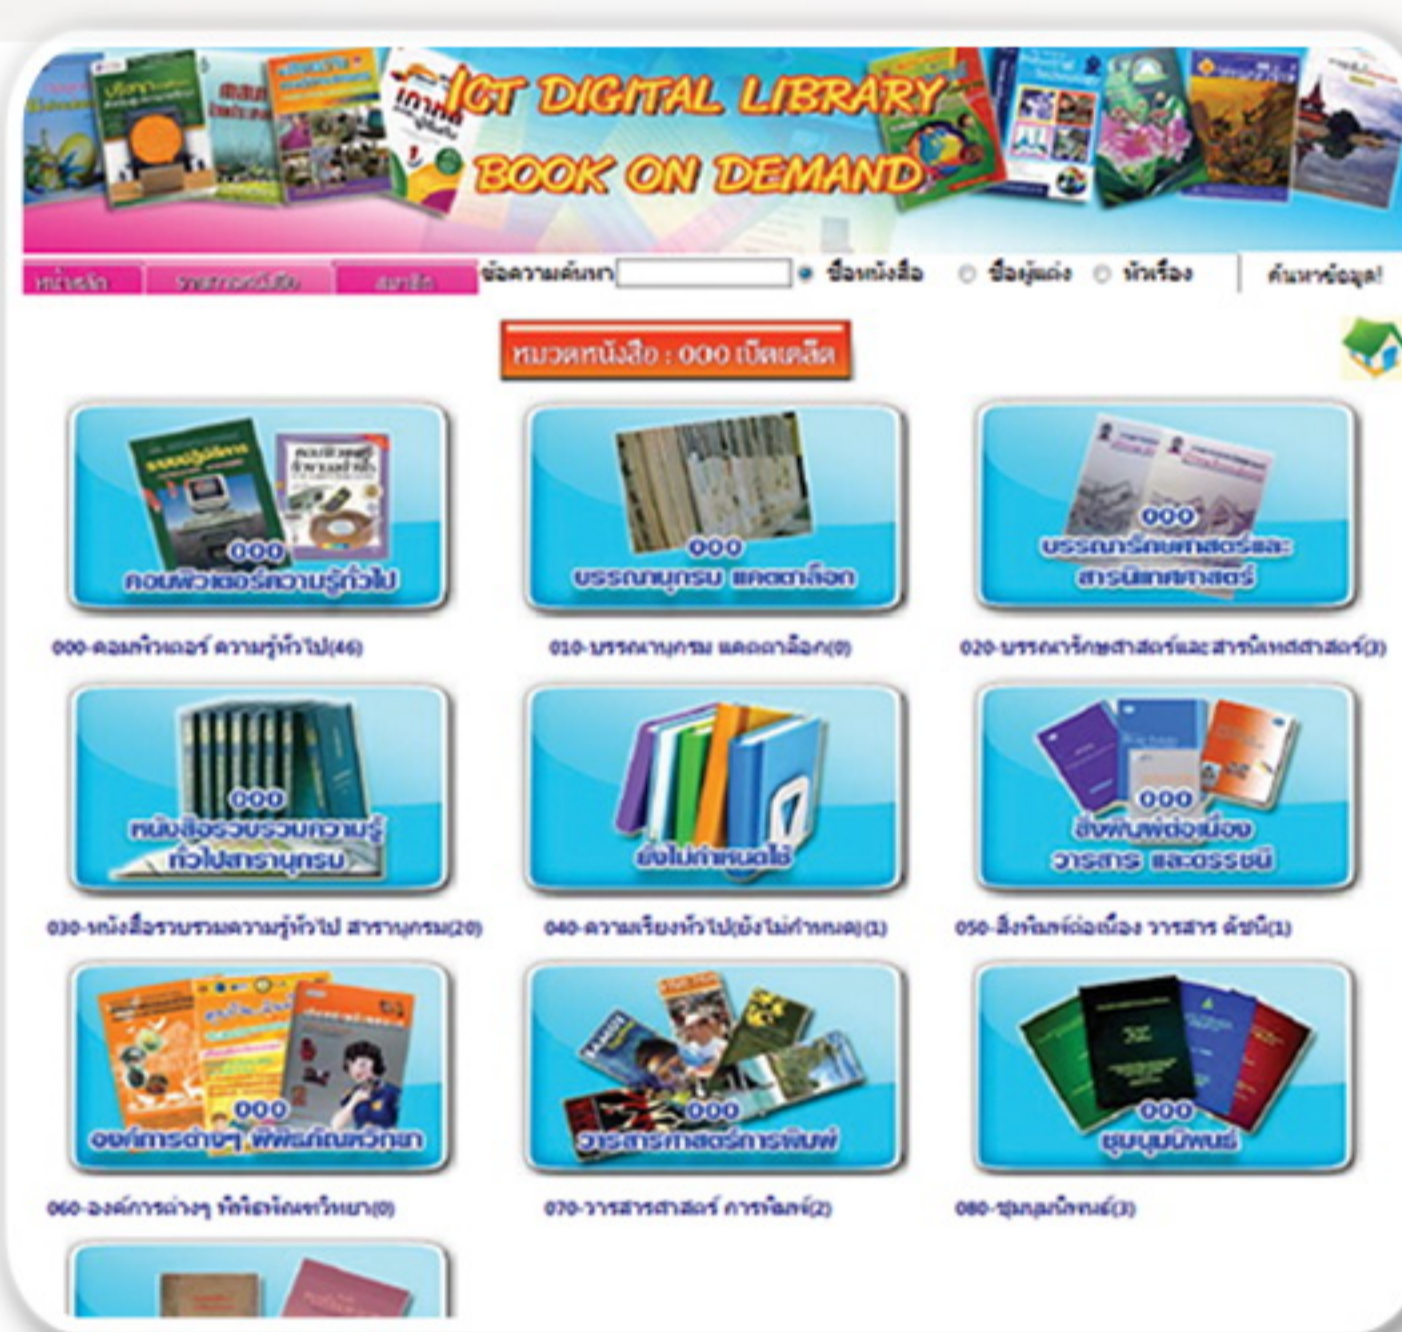 ICT DIGITAL LIBRARY
BOOK ON DEMAND
หน้าหลัก รายการหนังสือ สมาชิก ข้อความค้นหา ชื่อหนังสือ ชื่อผู้แต่ง หัวเรื่อง ค้นหาข้อมูล!
หมวดหนังสือ : 000 เบ็ตเตล็ด
000
คอมพิวเตอร์ความรู้ทั่วไป
000
บรรณานุกรม แคตตาล็อก
000
บรรณารักษศาสตร์และ
สารนิเทศศาสตร์
000-คอมพิวเตอร์ ความรู้ทั่วไป(46)
010-บรรณานุกรม แคตตาล็อก(0)
020-บรรณารักษศาสตร์และสารนิเทศศาสตร์(3)
000
หนังสือรวบรวมความรู้
ทั่วไปสารานุกรม
ยังไม่กำหนดใช้
000
สิ่งพิมพ์ต่อเนื่อง
วารสาร และดรรชนี
030-หนังสือรวบรวมความรู้ทั่วไป สารานุกรม(20)
040-ความเรียงทั่วไป(ยังไม่กำหนด)(1)
050-สิ่งพิมพ์ต่อเนื่อง วารสาร ดัชนี(1)
000
องค์การต่างๆ พิพิธภัณฑวิทยา
000
วารสารศาสตร์การพิมพ์
000
ชุมนุมนิพนธ์
060-องค์การต่างๆ พิพิธภัณฑวิทยา(0)
070-วารสารศาสตร์ การพิมพ์(2)
080-ชุมนุมนิพนธ์(3)